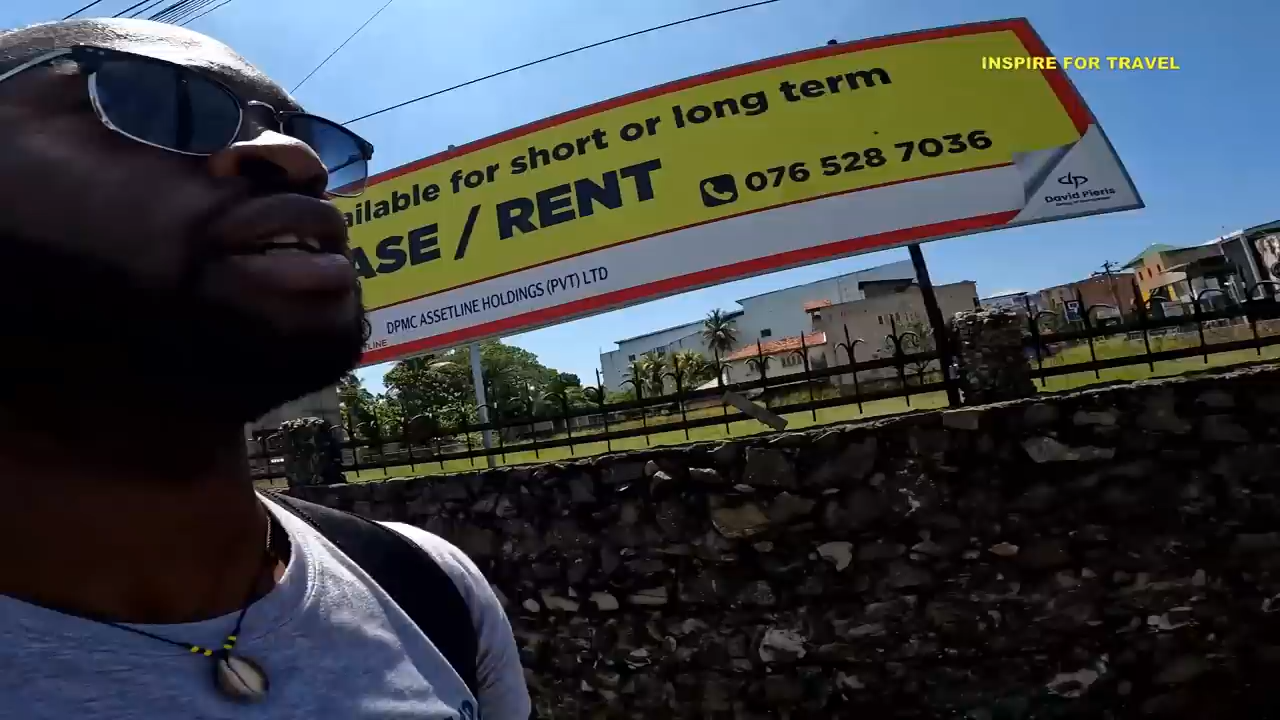 INSPIRE FOR TRAVEL
ailable for short or long term
ASE / RENT
076 528 7036
David Pieris
DPMC ASSETLINE HOLDINGS (PVT) LTD
LINE